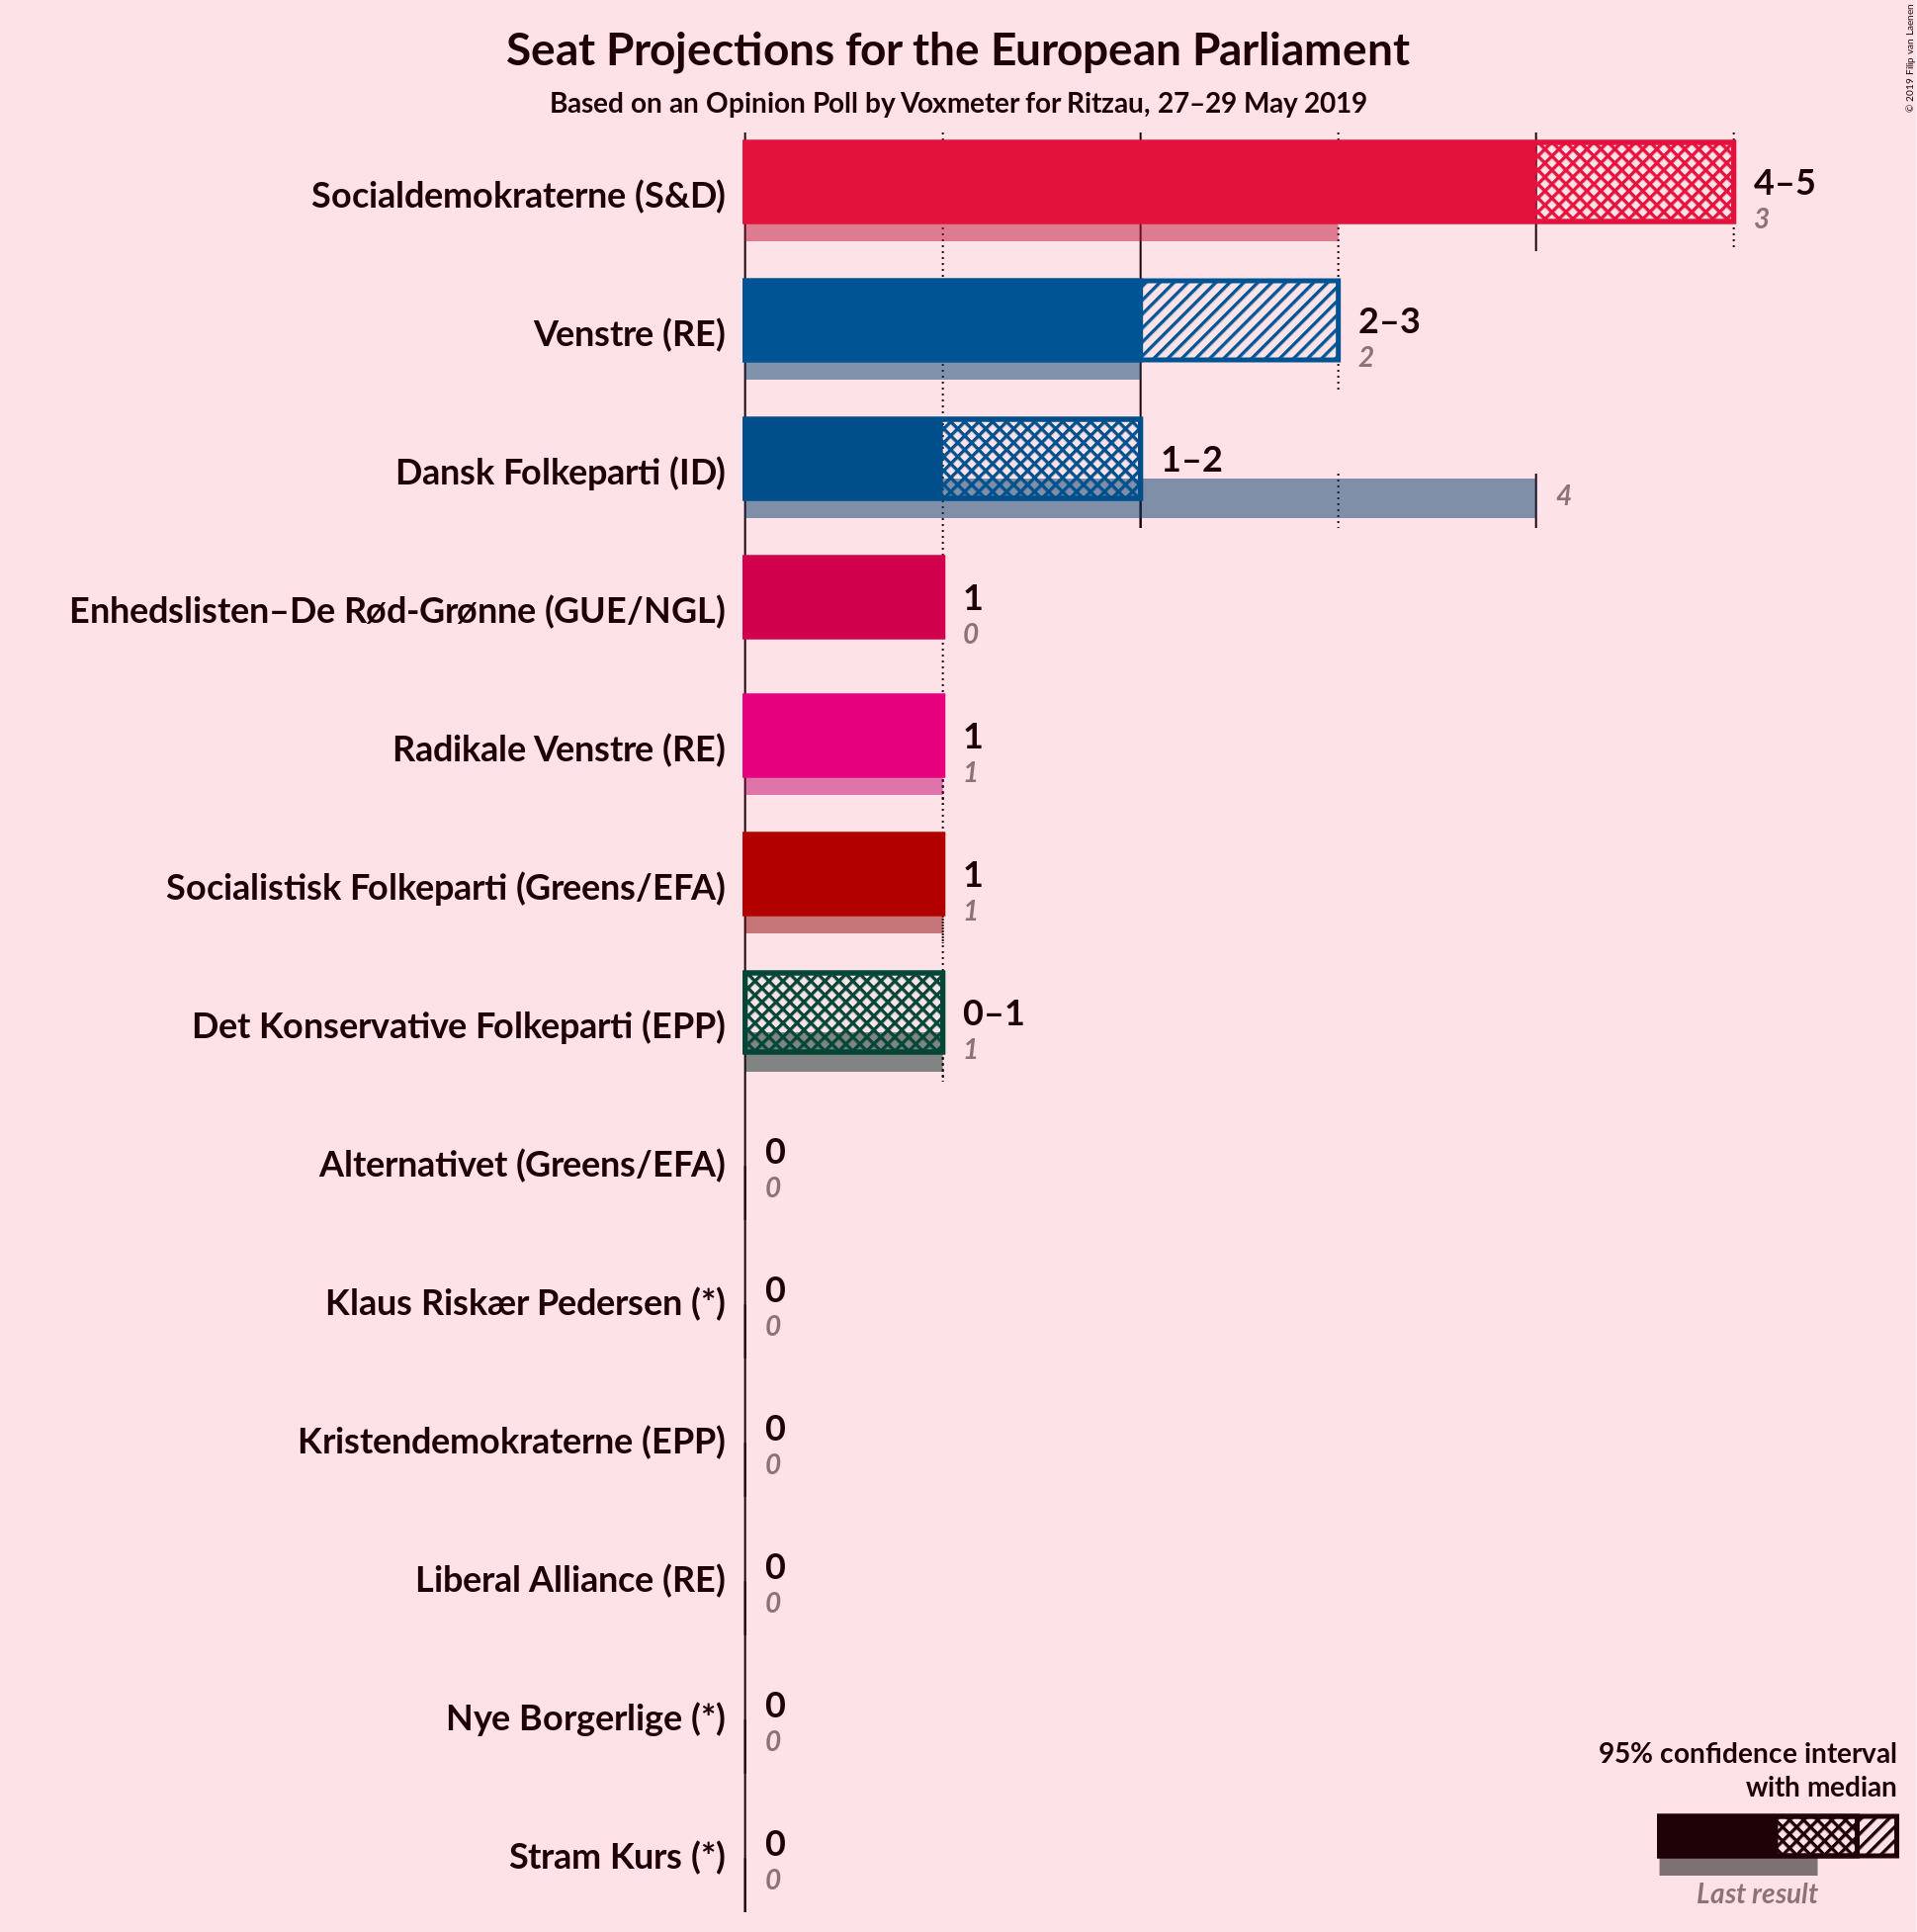 Seat Projections for the European Parliament
Based on an Opinion Poll by Voxmeter for Ritzau, 27–29 May 2019
© 2019 Filip van Laenen
Socialdemokraterne (S&D)
4–5
3
Venstre (RE)
2–3
2
Dansk Folkeparti (ID)
1–2
4
Enhedslisten–De Rød-Grønne (GUE/NGL)
1
0
Radikale Venstre (RE)
1
1
Socialistisk Folkeparti (Greens/EFA)
1
1
Det Konservative Folkeparti (EPP)
0–1
1
Alternativet (Greens/EFA)
0
0
Klaus Riskær Pedersen (*)
0
0
Kristendemokraterne (EPP)
0
0
Liberal Alliance (RE)
0
0
Nye Borgerlige (*)
0
0
Stram Kurs (*)
0
0
95% confidence interval
with median
Last result